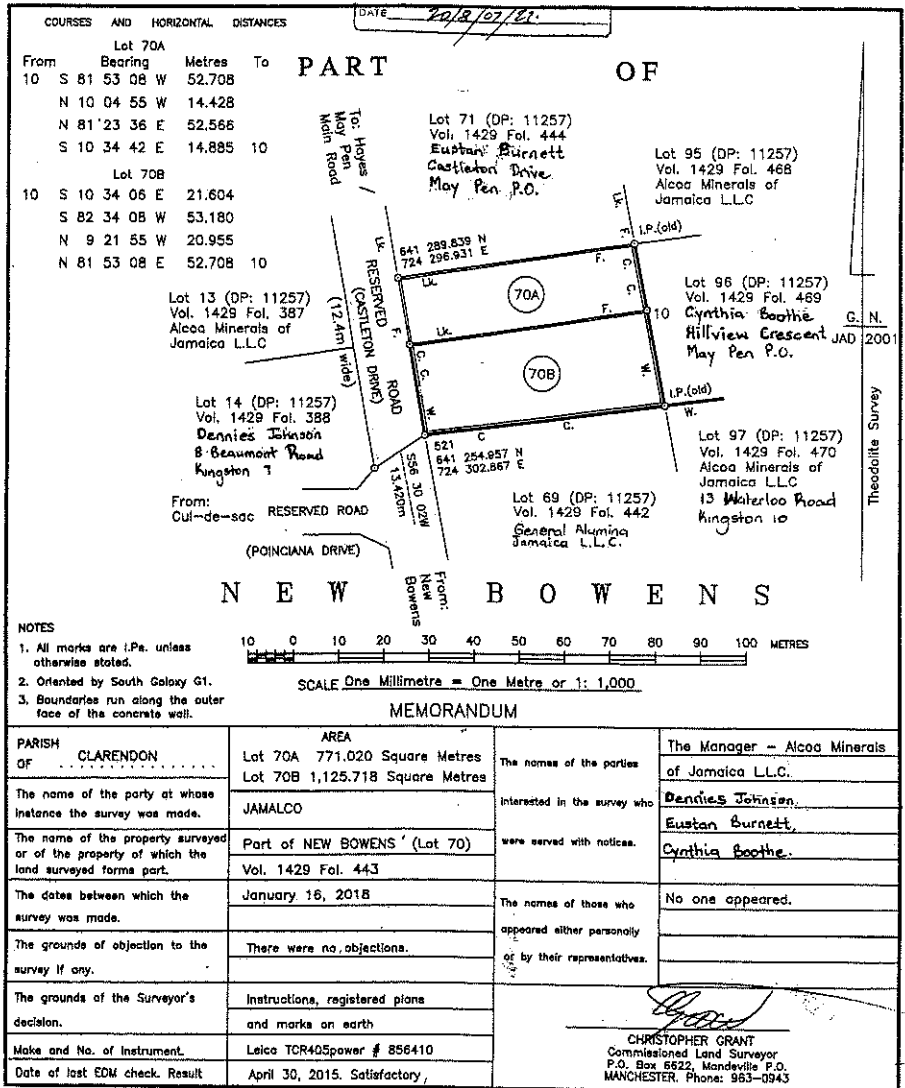 DATE 20/8/07/21.
COURSES AND HORIZONTAL DISTANCES
Lot 70A
From Bearing Metres To
10 S 81 53 08 W 52.708
N 10 04 55 W 14.428
N 81 23 36 E 52.566
S 10 34 42 E 14.885 10
Lot 70B
10 S 10 34 06 E 21.604
S 82 34 08 W 53.180
N 9 21 55 W 20.955
N 81 53 08 E 52.708 10
PART OF
To: Hayes /
May Pen
Main Road
Lot 71 (DP: 11257)
Vol. 1429 Fol. 444
Eustan Burnett
Castleton Drive
May Pen P.O.
Lot 95 (DP: 11257)
Vol. 1429 Fol. 468
Alcoa Minerals of
Jamaica L.L.C
Lk.
F.
I.P.(old)
Lk.
641 289.839 N
724 296.931 E
Lk.
F.
C.
C.
70A
RESERVED ROAD
(CASTLETON DRIVE)
(12.4m wide)
F.
Lk.
F.
10
Lot 13 (DP: 11257)
Vol. 1429 Fol. 387
Alcoa Minerals of
Jamaica L.L.C
Lot 96 (DP: 11257)
Vol. 1429 Fol. 469
Cynthia Boothe
Hillview Crescent
May Pen P.O.
G. N.
JAD 2001
Theodolite Survey
C.
C.
W.
70B
W.
I.P.(old)
W.
Lot 14 (DP: 11257)
Vol. 1429 Fol. 388
Dennies Johnson
8 Beaumont Road
Kingston 7
521
C C.
641 254.957 N
724 302.867 E
S56 30 02W
13.420m
Lot 97 (DP: 11257)
Vol. 1429 Fol. 470
Alcoa Minerals of
Jamaica LLC
13 Waterloo Road
Kingston 10
Lot 69 (DP: 11257)
Vol. 1429 Fol. 442
General Alumina
Jamaica L.L.C.
From:
Cul-de-sac
RESERVED ROAD
(POINCIANA DRIVE)
From:
New
Bowens
NEW BOWENS
NOTES
1. All marks are I.Ps. unless
otherwise stated.
2. Oriented by South Galaxy G1.
3. Boundaries run along the outer
face of the concrete wall.
10 0 10 20 30 40 50 60 70 80 90 100 METRES
SCALE One Millimetre = One Metre or 1: 1,000
MEMORANDUM
PARISH
OF CLARENDON
AREA
Lot 70A 771.020 Square Metres
Lot 70B 1,125.718 Square Metres
The name of the party at whose
instance the survey was made.
JAMALCO
The name of the property surveyed
or of the property of which the
land surveyed forms part.
Part of NEW BOWENS (Lot 70)
Vol. 1429 Fol. 443
The dates between which the
survey was made.
January 16, 2018
The grounds of objection to the
survey if any.
There were no objections.
The grounds of the Surveyor's
decision.
Instructions, registered plans
and marks on earth
Make and No. of Instrument.
Leica TCR405power # 856410
Date of last EDM check. Result
April 30, 2015. Satisfactory
The names of the parties
interested in the survey who
were served with notices.
The Manager – Alcoa Minerals
of Jamaica L.L.C.
Dennies Johnson,
Eustan Burnett,
Cynthia Boothe.
The names of those who
appeared either personally
or by their representatives.
No one appeared.
CHRISTOPHER GRANT
Commissioned Land Surveyor
P.O. Box 6622, Mandeville P.O.
MANCHESTER, Phone: 963-0943